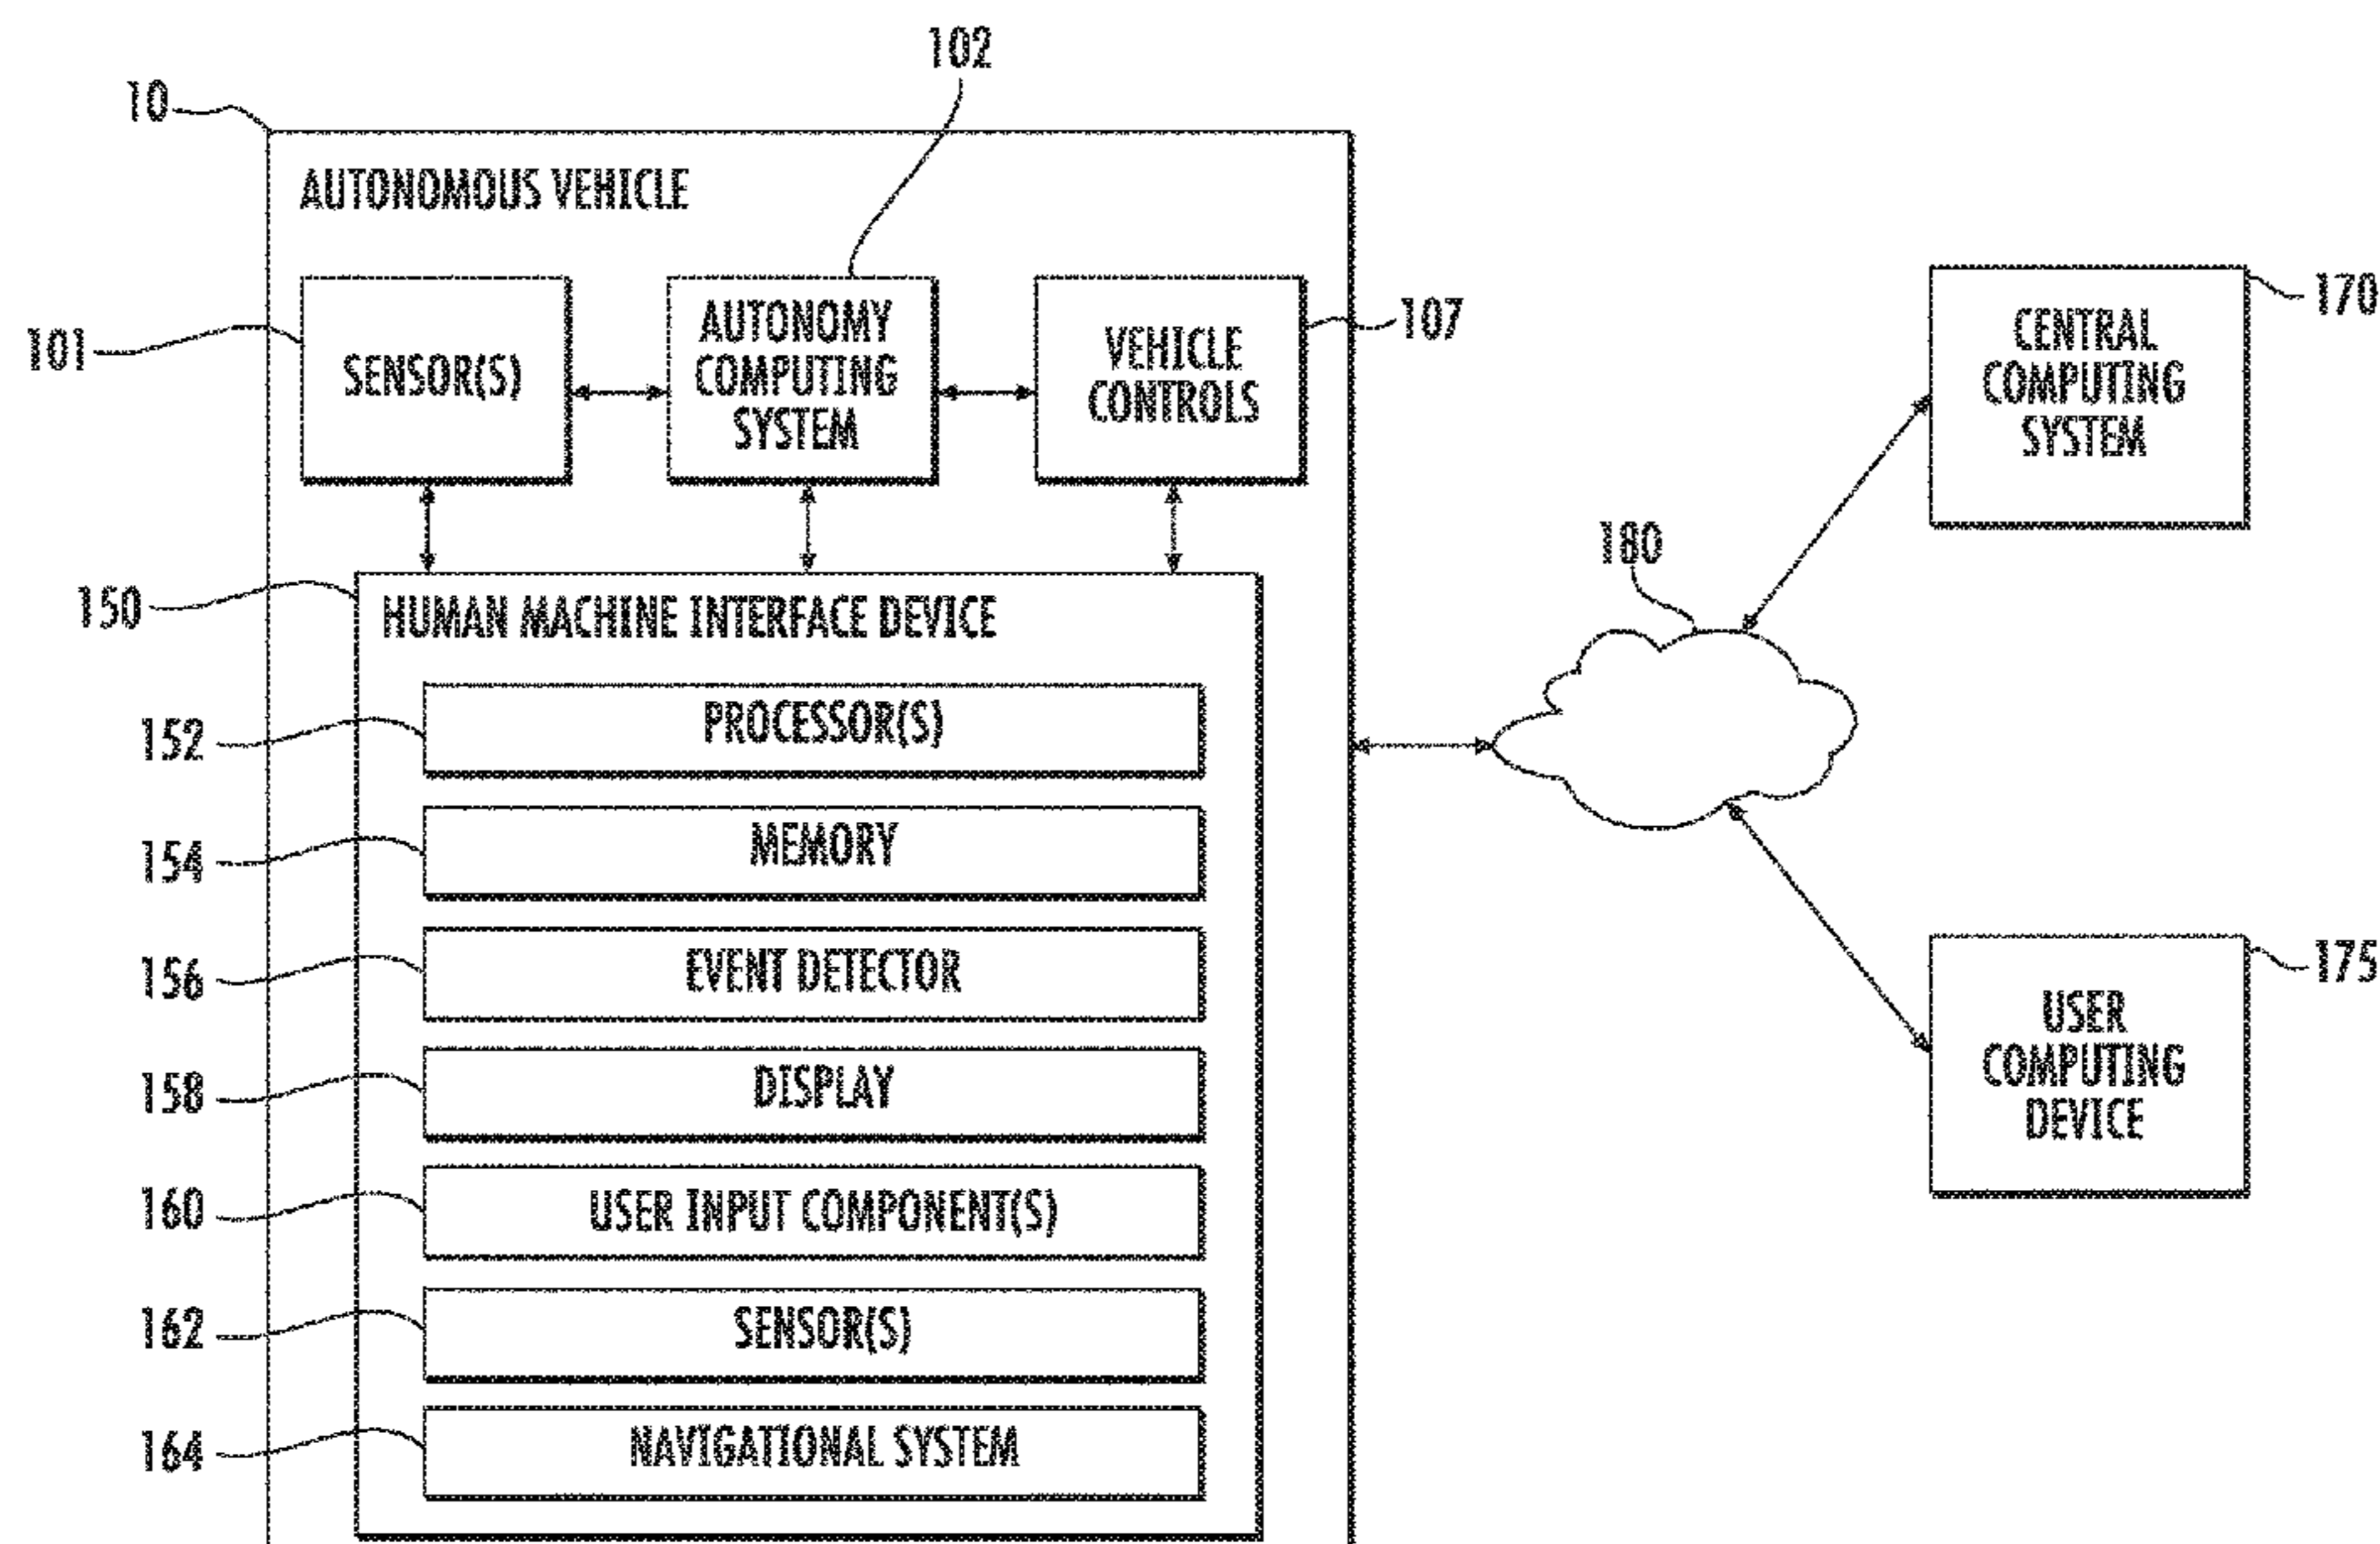 102
10
AUTONOMOUS VEHICLE
101
SENSOR(S)
AUTONOMY
COMPUTING
SYSTEM
VEHICLE
CONTROLS
107
CENTRAL
COMPUTING
SYSTEM
170
180
150
HUMAN MACHINE INTERFACE DEVICE
152
PROCESSOR(S)
154
MEMORY
156
EVENT DETECTOR
158
DISPLAY
160
USER INPUT COMPONENT(S)
162
SENSOR(S)
164
NAVIGATIONAL SYSTEM
175
USER
COMPUTING
DEVICE